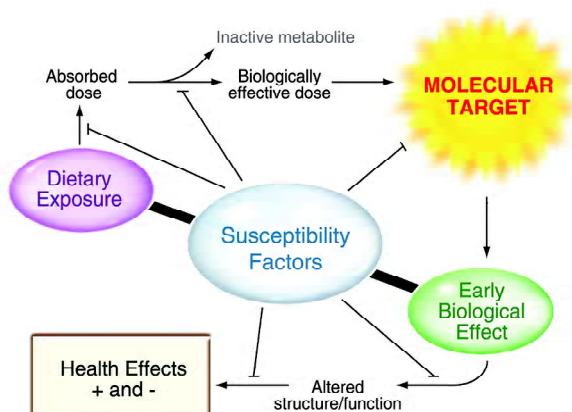 Inactive metabolite
Absorbed
dose
Biologically
effective dose
MOLECULAR
TARGET
Dietary
Exposure
Susceptibility
Factors
Early
Biological
Effect
Health Effects
+ and -
Altered
structure/function